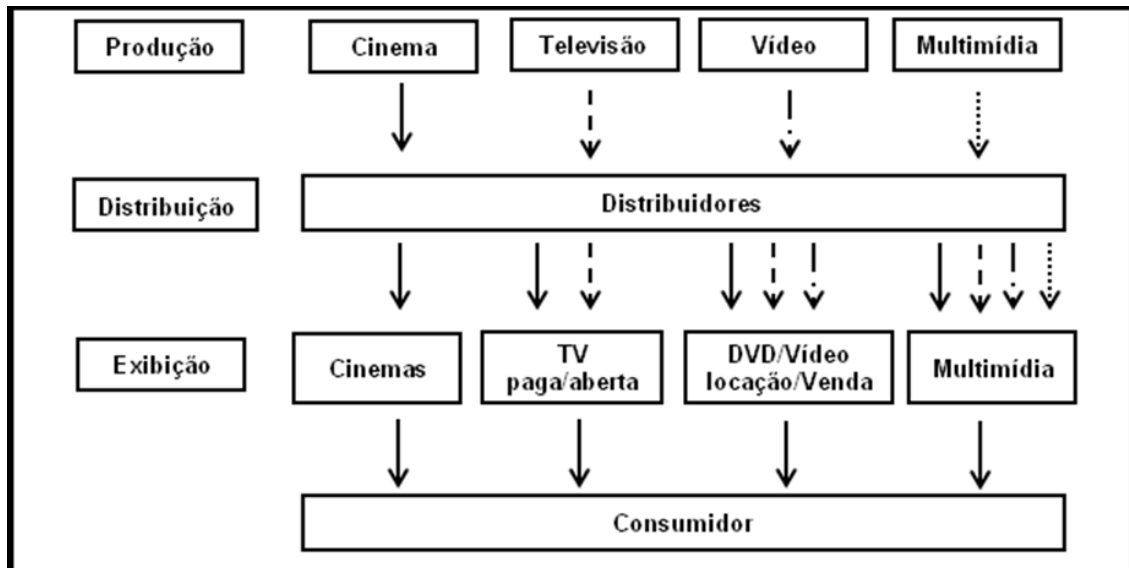 Produção
Cinema
Televisão
Vídeo
Multimídia
Distribuição
Distribuidores
Exibição
Cinemas
TV
paga/aberta
DVD/Vídeo
locação/Venda
Multimídia
Consumidor